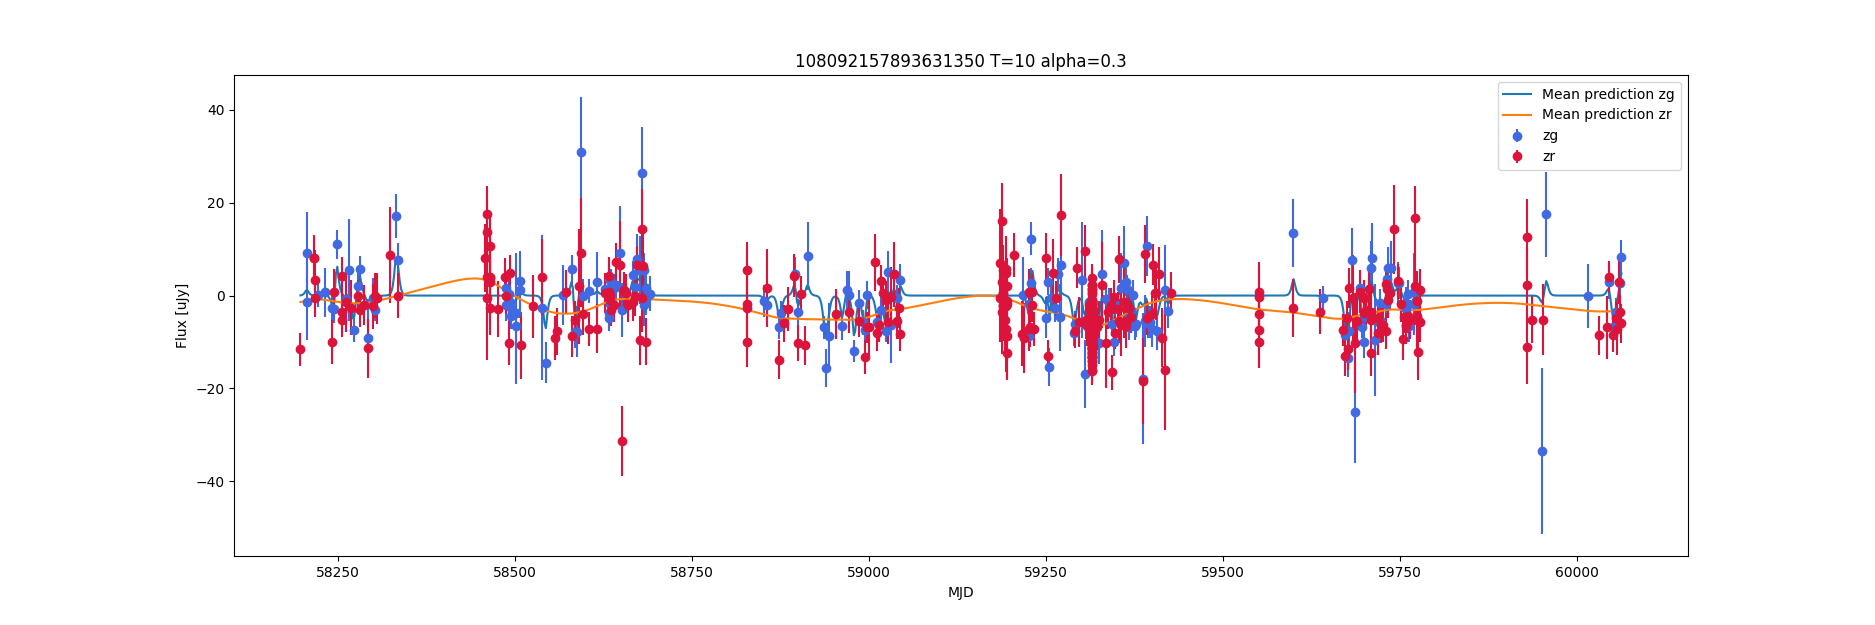 108092157893631350 T=10 alpha=0.3
Mean prediction zg
Mean prediction zr
zg
zr
Flux [uJy]
40
20
0
−20
−40
58250 58500 58750 59000 59250 59500 59750 60000
MJD